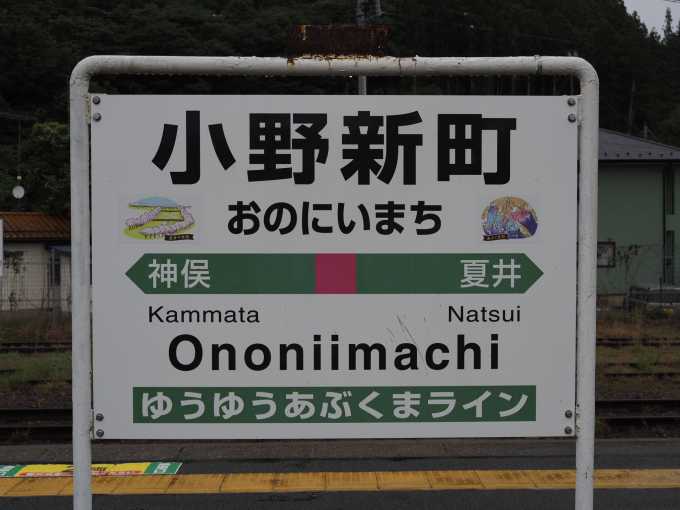 小野新町
おのにいまち
神俣 夏井
Kammata Natsui
Ononiimachi
ゆうゆうあぶくまライン